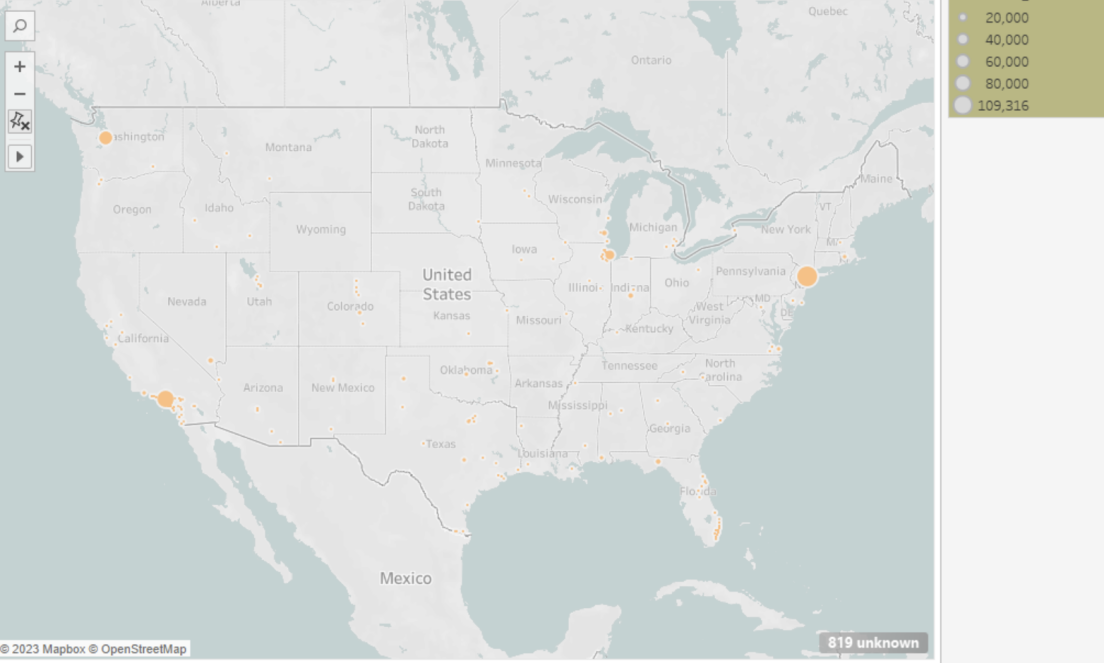 Alberta
Quebec
Ontario
ashington
Montana
North
Dakota
Minnesota
Maine
Oregon
Idaho
South
Dakota
Wisconsin
Michigan
VT
New York
Wyoming
Iowa
United
States
Nevada
Utah
Colorado
Kansas
Illinois
Indiana
Ohio
Pennsylvania
MD
DE
Missouri
West
Virginia
Kentucky
California
Arizona
New Mexico
Oklahoma
Arkansas
Tennessee
North
Carolina
Mississippi
Georgia
Texas
Louisiana
Florida
Mexico
20,000
40,000
60,000
80,000
109,316
819 unknown
© 2023 Mapbox © OpenStreetMap